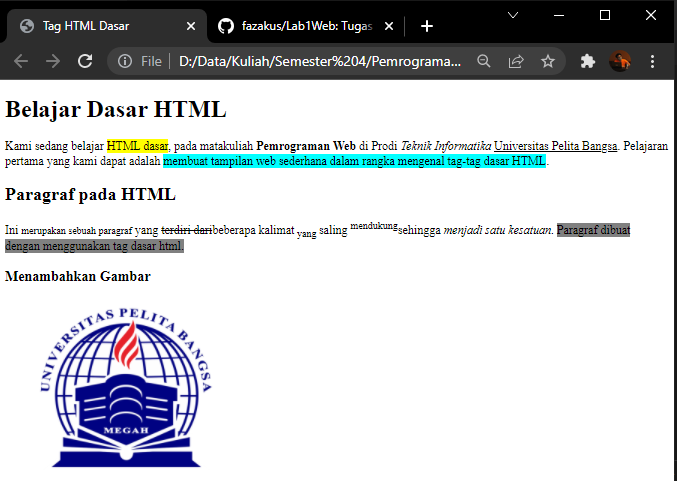 Tag HTML Dasar
fazakus/Lab1Web: Tugas
File
D:/Data/Kuliah/Semester%204/Pemrograma...
Belajar Dasar HTML
Kami sedang belajar HTML dasar, pada matakuliah Pemrograman Web di Prodi Teknik Informatika Universitas Pelita Bangsa. Pelajaran
pertama yang kami dapat adalah membuat tampilan web sederhana dalam rangka mengenal tag-tag dasar HTML.
Paragraf pada HTML
Ini merupakan sebuah paragraf yang terdiri daribeberapa kalimat yang saling mendukungsehingga menjadi satu kesatuan. Paragraf dibuat
dengan menggunakan tag dasar html.
Menambahkan Gambar
UNIVERSITAS PELITA BANGSA
MEGAH